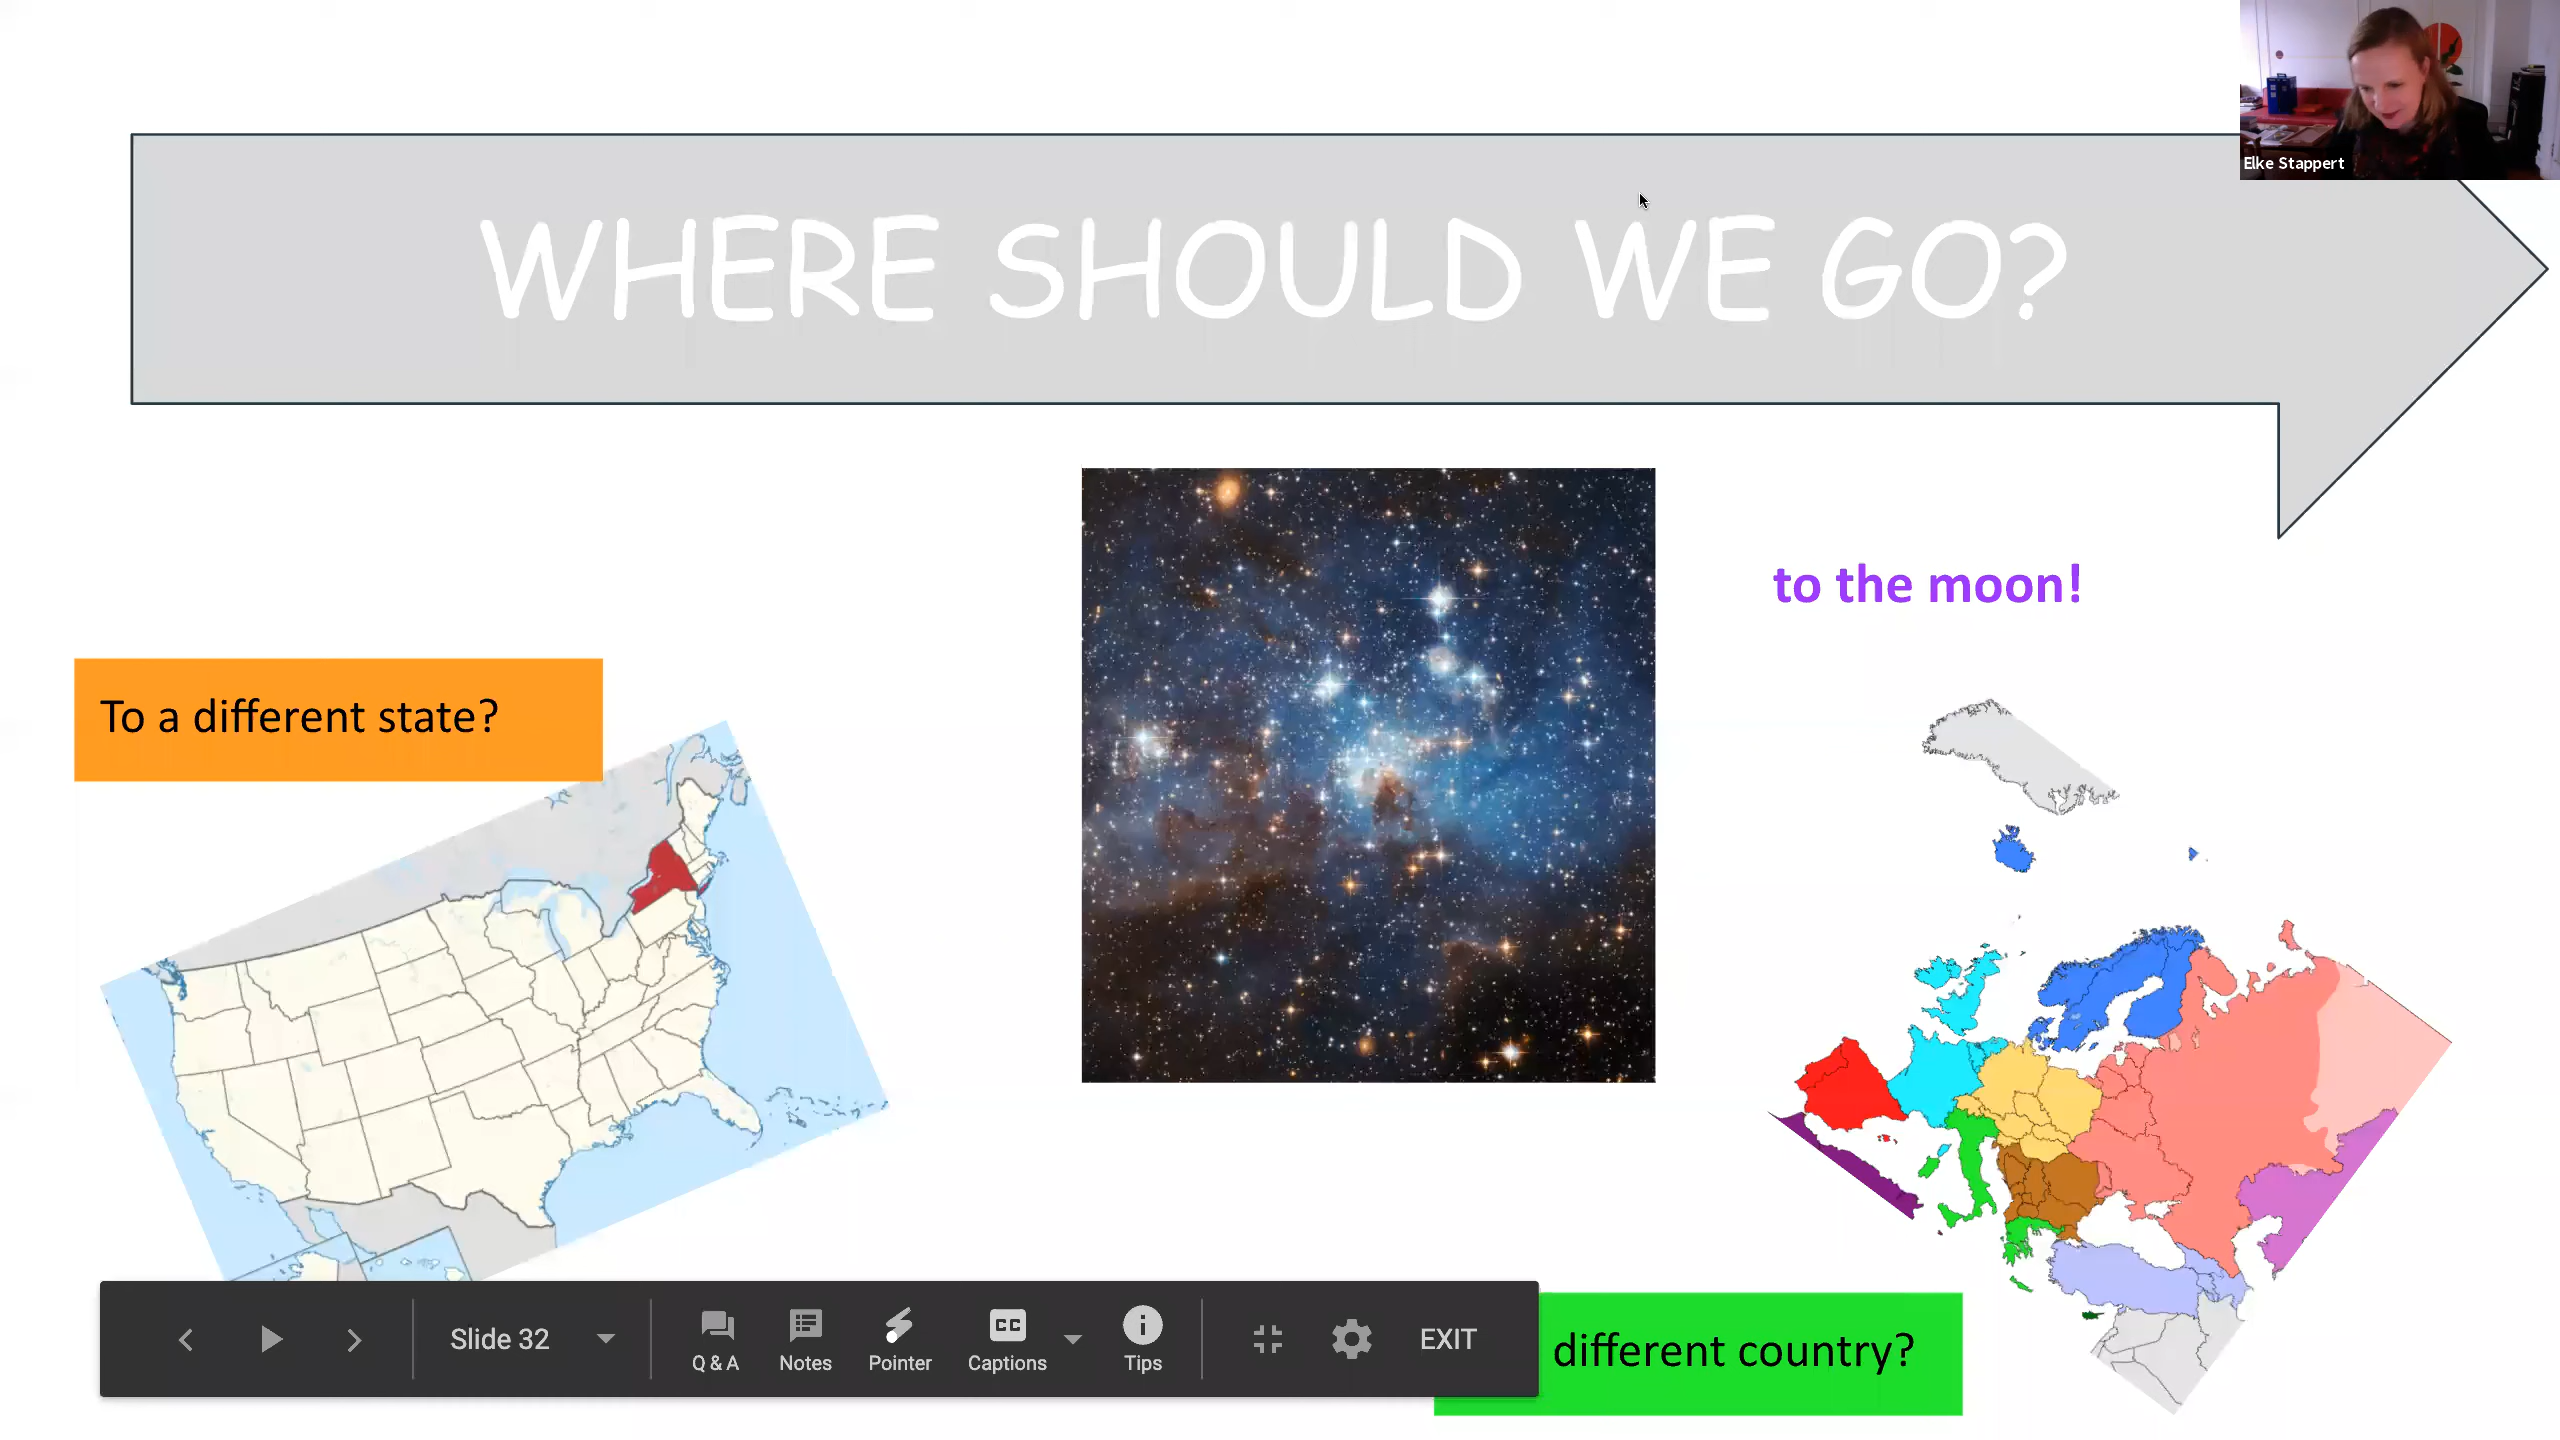 Elke Stappert
WHERE SHOULD WE GO?
to the moon!
To a different state?
different country?
Slide 32
Q & A
Notes
Pointer
CC
Captions
Tips
EXIT